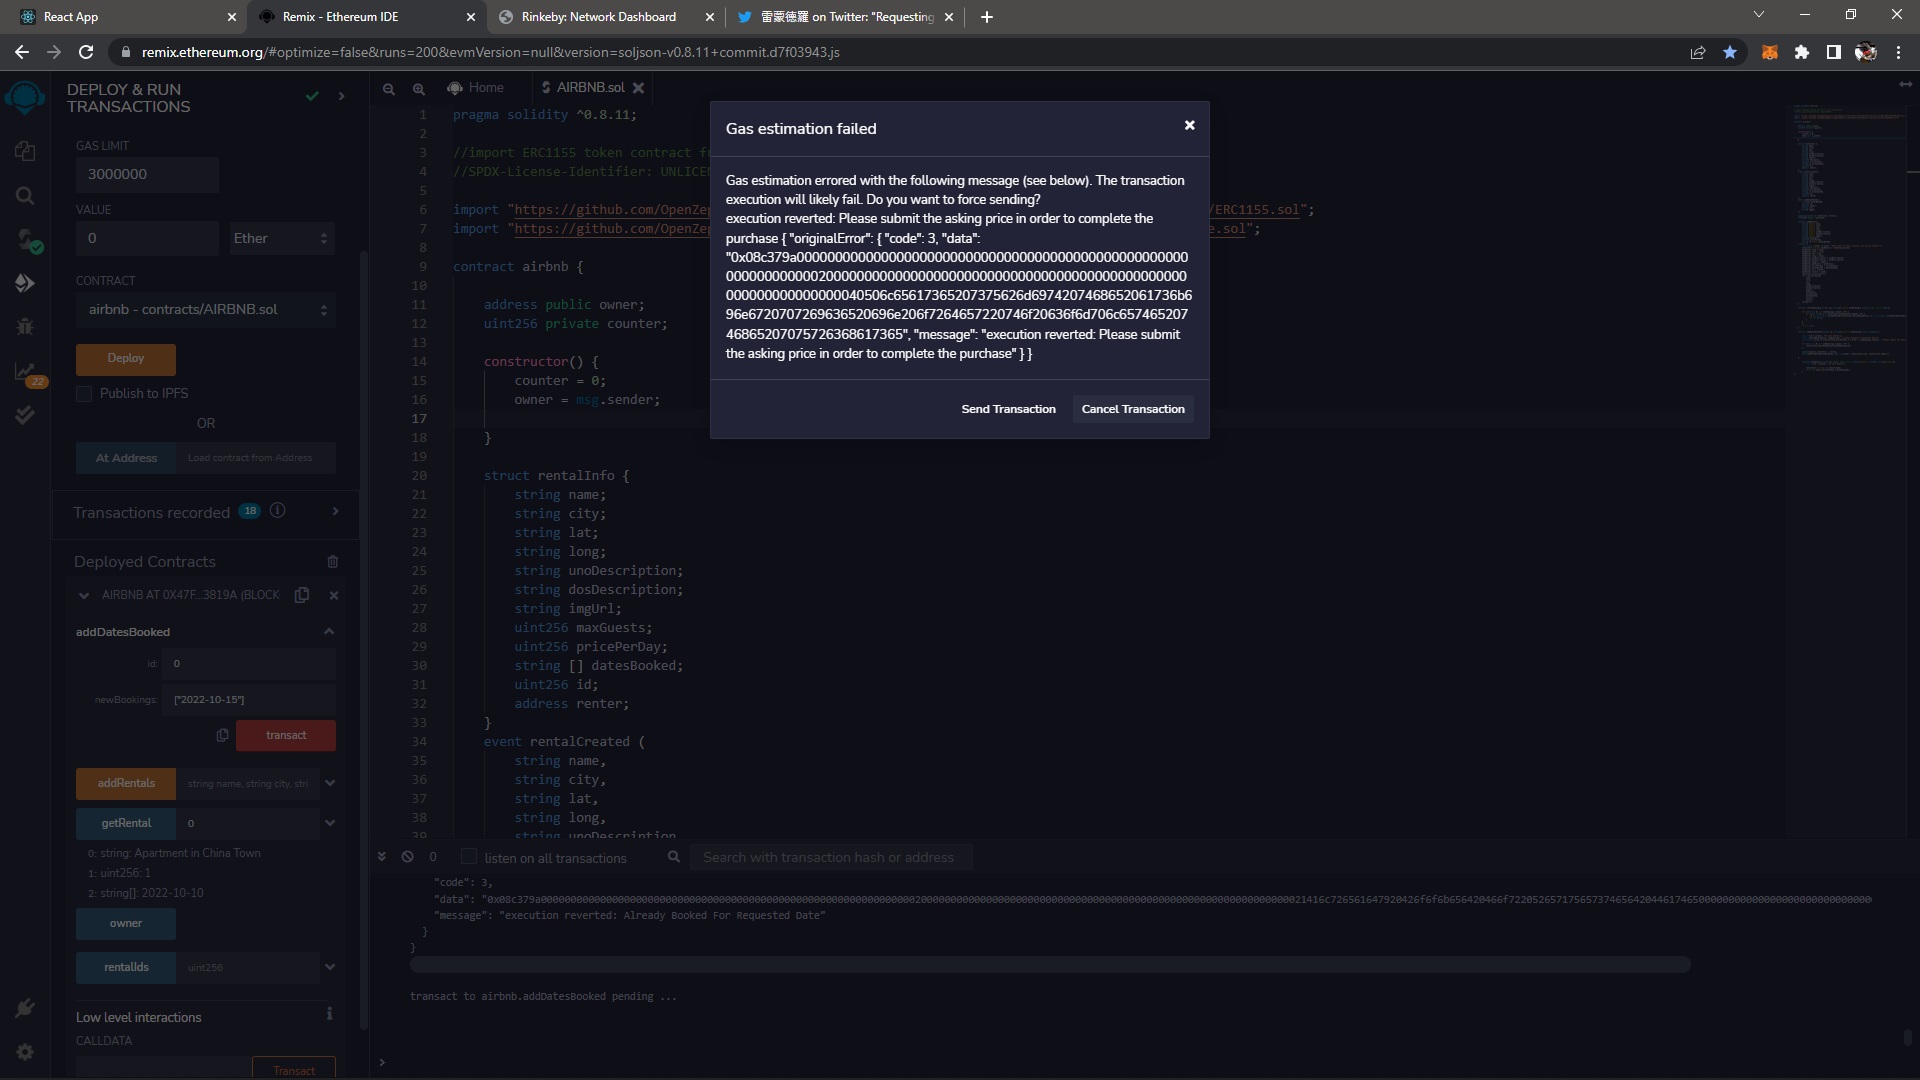 React App
Remix - Ethereum IDE
Rinkeby: Network Dashboard
雷蒙德羅 on Twitter: "Requesting
remix.ethereum.org/#optimize=false&runs=200&evmVersion=null&version=soljson-v0.8.11+commit.d7f03943.js
DEPLOY & RUN
TRANSACTIONS
GAS LIMIT
3000000
VALUE
0
Ether
CONTRACT
airbnb - contracts/AIRBNB.sol
Deploy
Publish to IPFS
OR
At Address
Load contract from Address
22
Transactions recorded 18
Deployed Contracts
AIRBNB AT 0X47F...3819A (BLOCK
addDatesBooked
id: 0
newBookings: ["2022-10-15"]
transact
addRentals
string name, string city, stri
getRental
0
0: string: Apartment in China Town
1: uint256: 1
2: string[]: 2022-10-10
owner
rentalIds
uint256
Low level interactions
CALLDATA
Transact
Home
AIRBNB.sol
1 pragma solidity ^0.8.11;
2
3 //import ERC1155 token contract f
4 //SPDX-License-Identifier: UNLICE
5
6 import "https://github.com/OpenZep /ERC1155.sol";
7 import "https://github.com/OpenZep e.sol";
8
9 contract airbnb {
10
11 address public owner;
12 uint256 private counter;
13
14 constructor() {
15 counter = 0;
16 owner = msg.sender;
17
18 }
19
20 struct rentalInfo {
21 string name;
22 string city;
23 string lat;
24 string long;
25 string unoDescription;
26 string dosDescription;
27 string imgUrl;
28 uint256 maxGuests;
29 uint256 pricePerDay;
30 string [] datesBooked;
31 uint256 id;
32 address renter;
33 }
34 event rentalCreated (
35 string name,
36 string city,
37 string lat,
38 string long,
39 string unoDescription
Gas estimation failed
Gas estimation errored with the following message (see below). The transaction
execution will likely fail. Do you want to force sending?
execution reverted: Please submit the asking price in order to complete the
purchase { "originalError": { "code": 3, "data":
"message": "execution reverted: Please submit
the asking price in order to complete the purchase" } }
Send Transaction
Cancel Transaction
0
listen on all transactions
Search with transaction hash or address
"code": 3,
"data":
"message": "execution reverted: Already Booked For Requested Date"
}
}
transact to airbnb.addDatesBooked pending ...
>